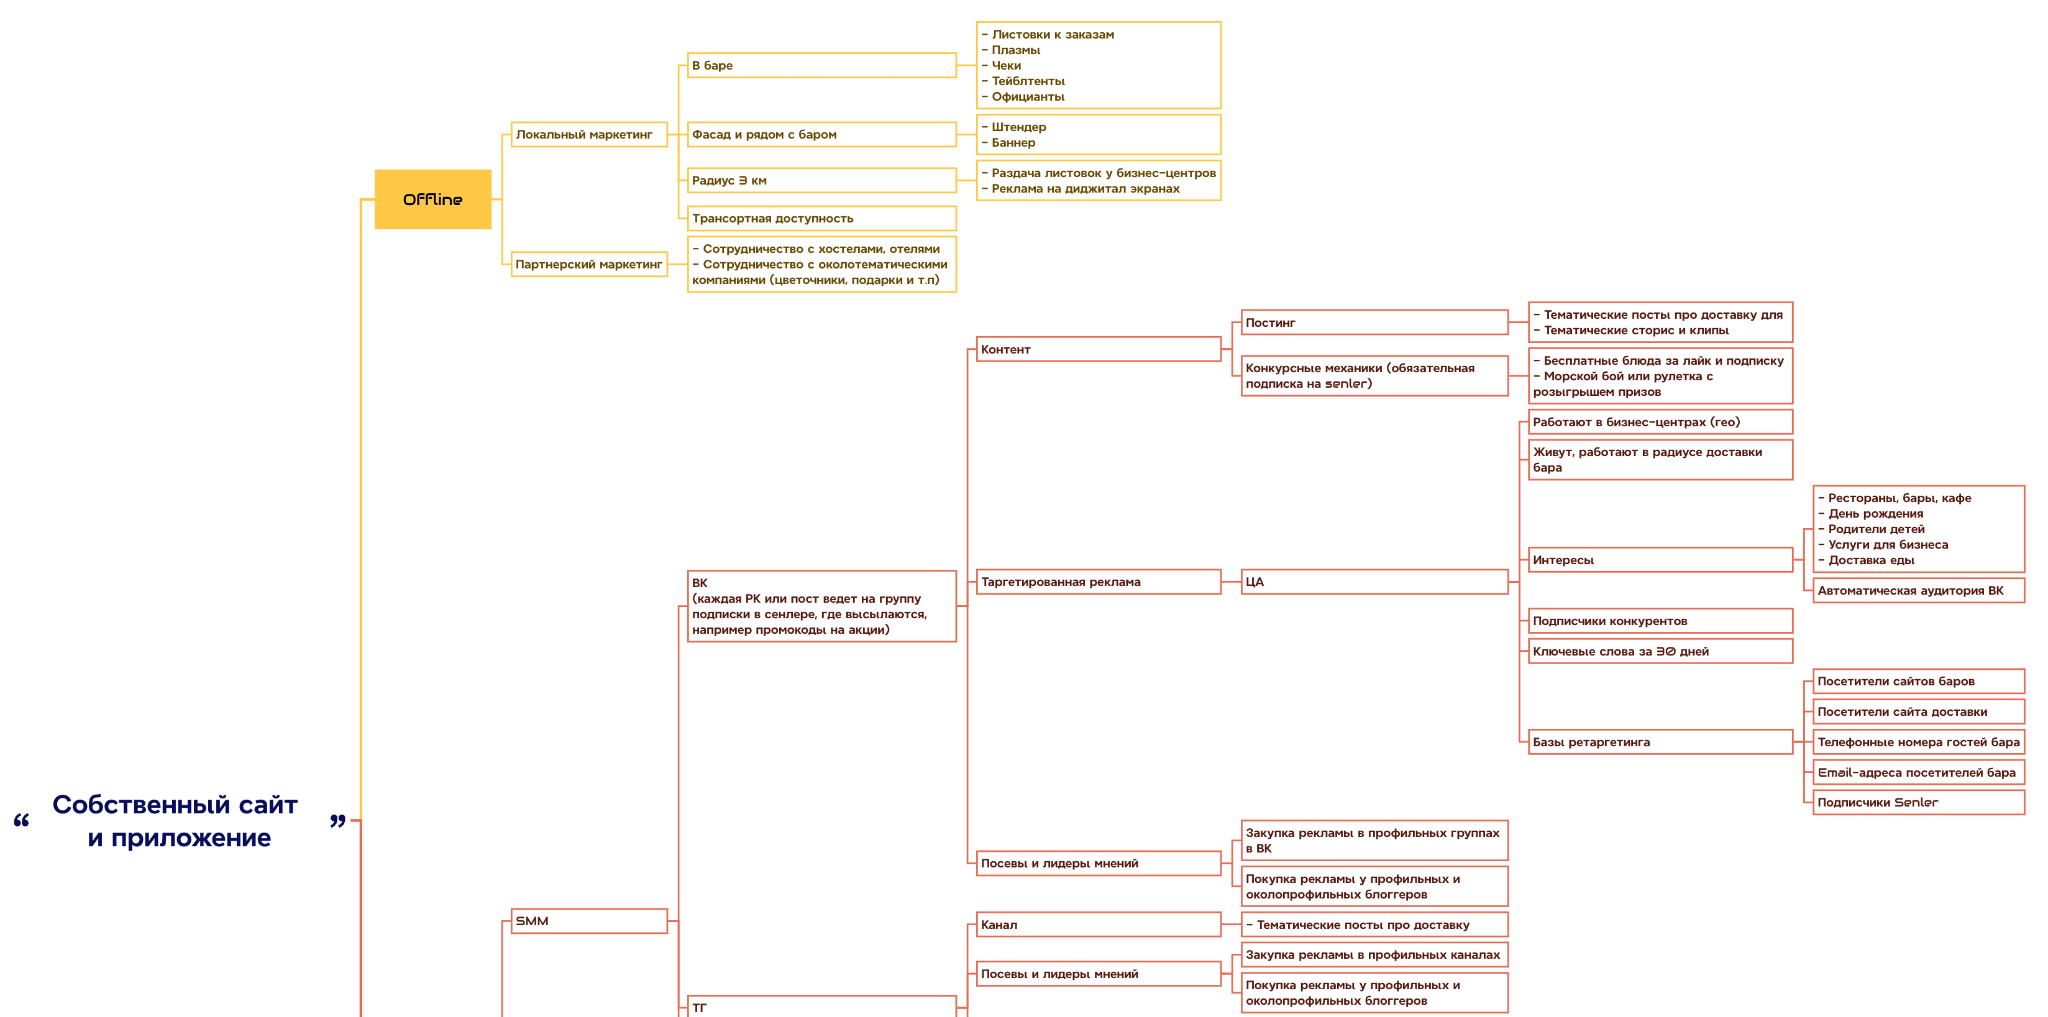 - Листовки к заказам
- Плазмы
- Чеки
- Тейблтенты
- Официанты
В баре
Локальный маркетинг
Фасад и рядом с баром
- Штендер
- Баннер
Радиус 3 км
- Раздача листовок у бизнес-центров
- Реклама на диджитал экранах
Offline
Трансортная доступность
Партнерский маркетинг
- Сотрудничество с хостелами, отелями
- Сотрудничество с околотематическими
компаниями (цветочники, подарки и т.п)
Контент
Постинг
- Тематические посты про доставку для
- Тематические сторис и клипы
Конкурсные механики (обязательная
подписка на senler)
- Бесплатные блюда за лайк и подписку
- Морской бой или рулетка с
розыгрышем призов
Работают в бизнес-центрах (гео)
Живут, работают в радиусе доставки
бара
- Рестораны, бары, кафе
- День рождения
- Родители детей
- Услуги для бизнеса
- Доставка еды
Интересы
Автоматическая аудитория ВК
ВК
(каждая РК или пост ведет на группу
подписки в сенлере, где высылаются,
например промокоды на акции)
Таргетированная реклама
ЦА
Подписчики конкурентов
Ключевые слова за 30 дней
Базы ретаргетинга
Посетители сайтов баров
Посетители сайта доставки
Телефонные номера гостей бара
Email-адреса посетителей бара
Подписчики Senler
“ Собственный сайт
и приложение ”
Посевы и лидеры мнений
Закупка рекламы в профильных группах
в ВК
Покупка рекламы у профильных и
околопрофильных блоггеров
SMM
Канал
- Тематические посты про доставку
Посевы и лидеры мнений
Закупка рекламы в профильных каналах
Покупка рекламы у профильных и
околопрофильных блоггеров
ТГ